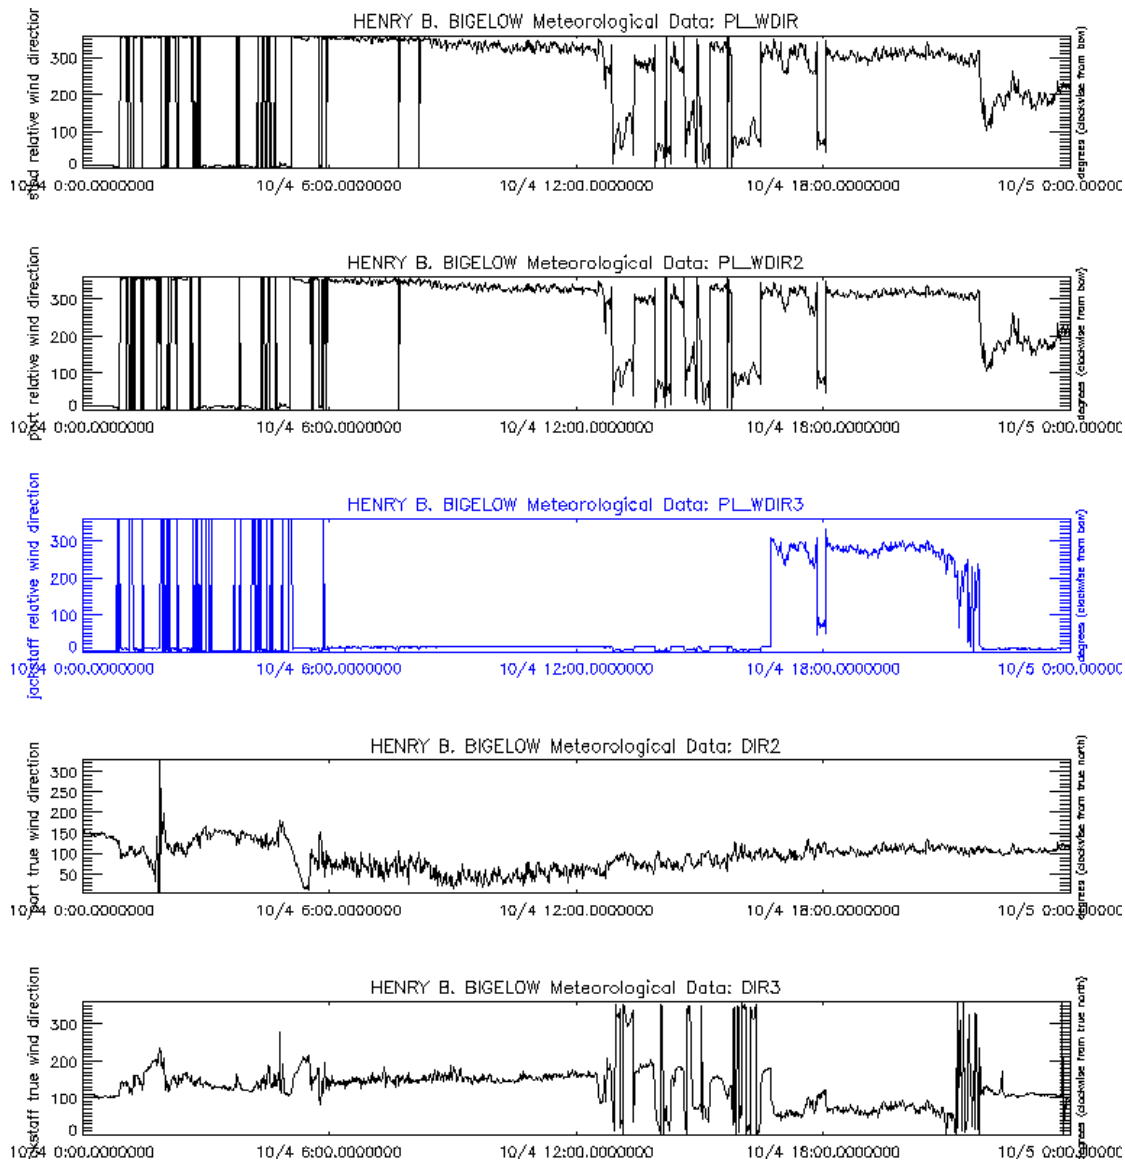 HENRY B. BIGELOW Meteorological Data: PL_WDIR
stbd relative wind direction
degrees (clockwise from bow)
300
200
100
0
10/4 0:00.0000000 10/4 6:00.0000000 10/4 12:00.0000000 10/4 18:00.0000000 10/5 0:00.00000
HENRY B. BIGELOW Meteorological Data: PL_WDIR2
port relative wind direction
degrees (clockwise from bow)
300
200
100
0
10/4 0:00.0000000 10/4 6:00.0000000 10/4 12:00.0000000 10/4 18:00.0000000 10/5 0:00.00000
HENRY B. BIGELOW Meteorological Data: PL_WDIR3
jackstaff relative wind direction
degrees (clockwise from bow)
300
200
100
0
10/4 0:00.0000000 10/4 6:00.0000000 10/4 12:00.0000000 10/4 18:00.0000000 10/5 0:00.00000
HENRY B. BIGELOW Meteorological Data: DIR2
port true wind direction
degrees (clockwise from true north)
300
250
200
150
100
50
10/4 0:00.0000000 10/4 6:00.0000000 10/4 12:00.0000000 10/4 18:00.0000000 10/5 0:00.00000
HENRY B. BIGELOW Meteorological Data: DIR3
kstaff true wind direction
degrees (clockwise from true north)
300
200
100
0
10/4 0:00.0000000 10/4 6:00.0000000 10/4 12:00.0000000 10/4 18:00.0000000 10/5 0:00.00000